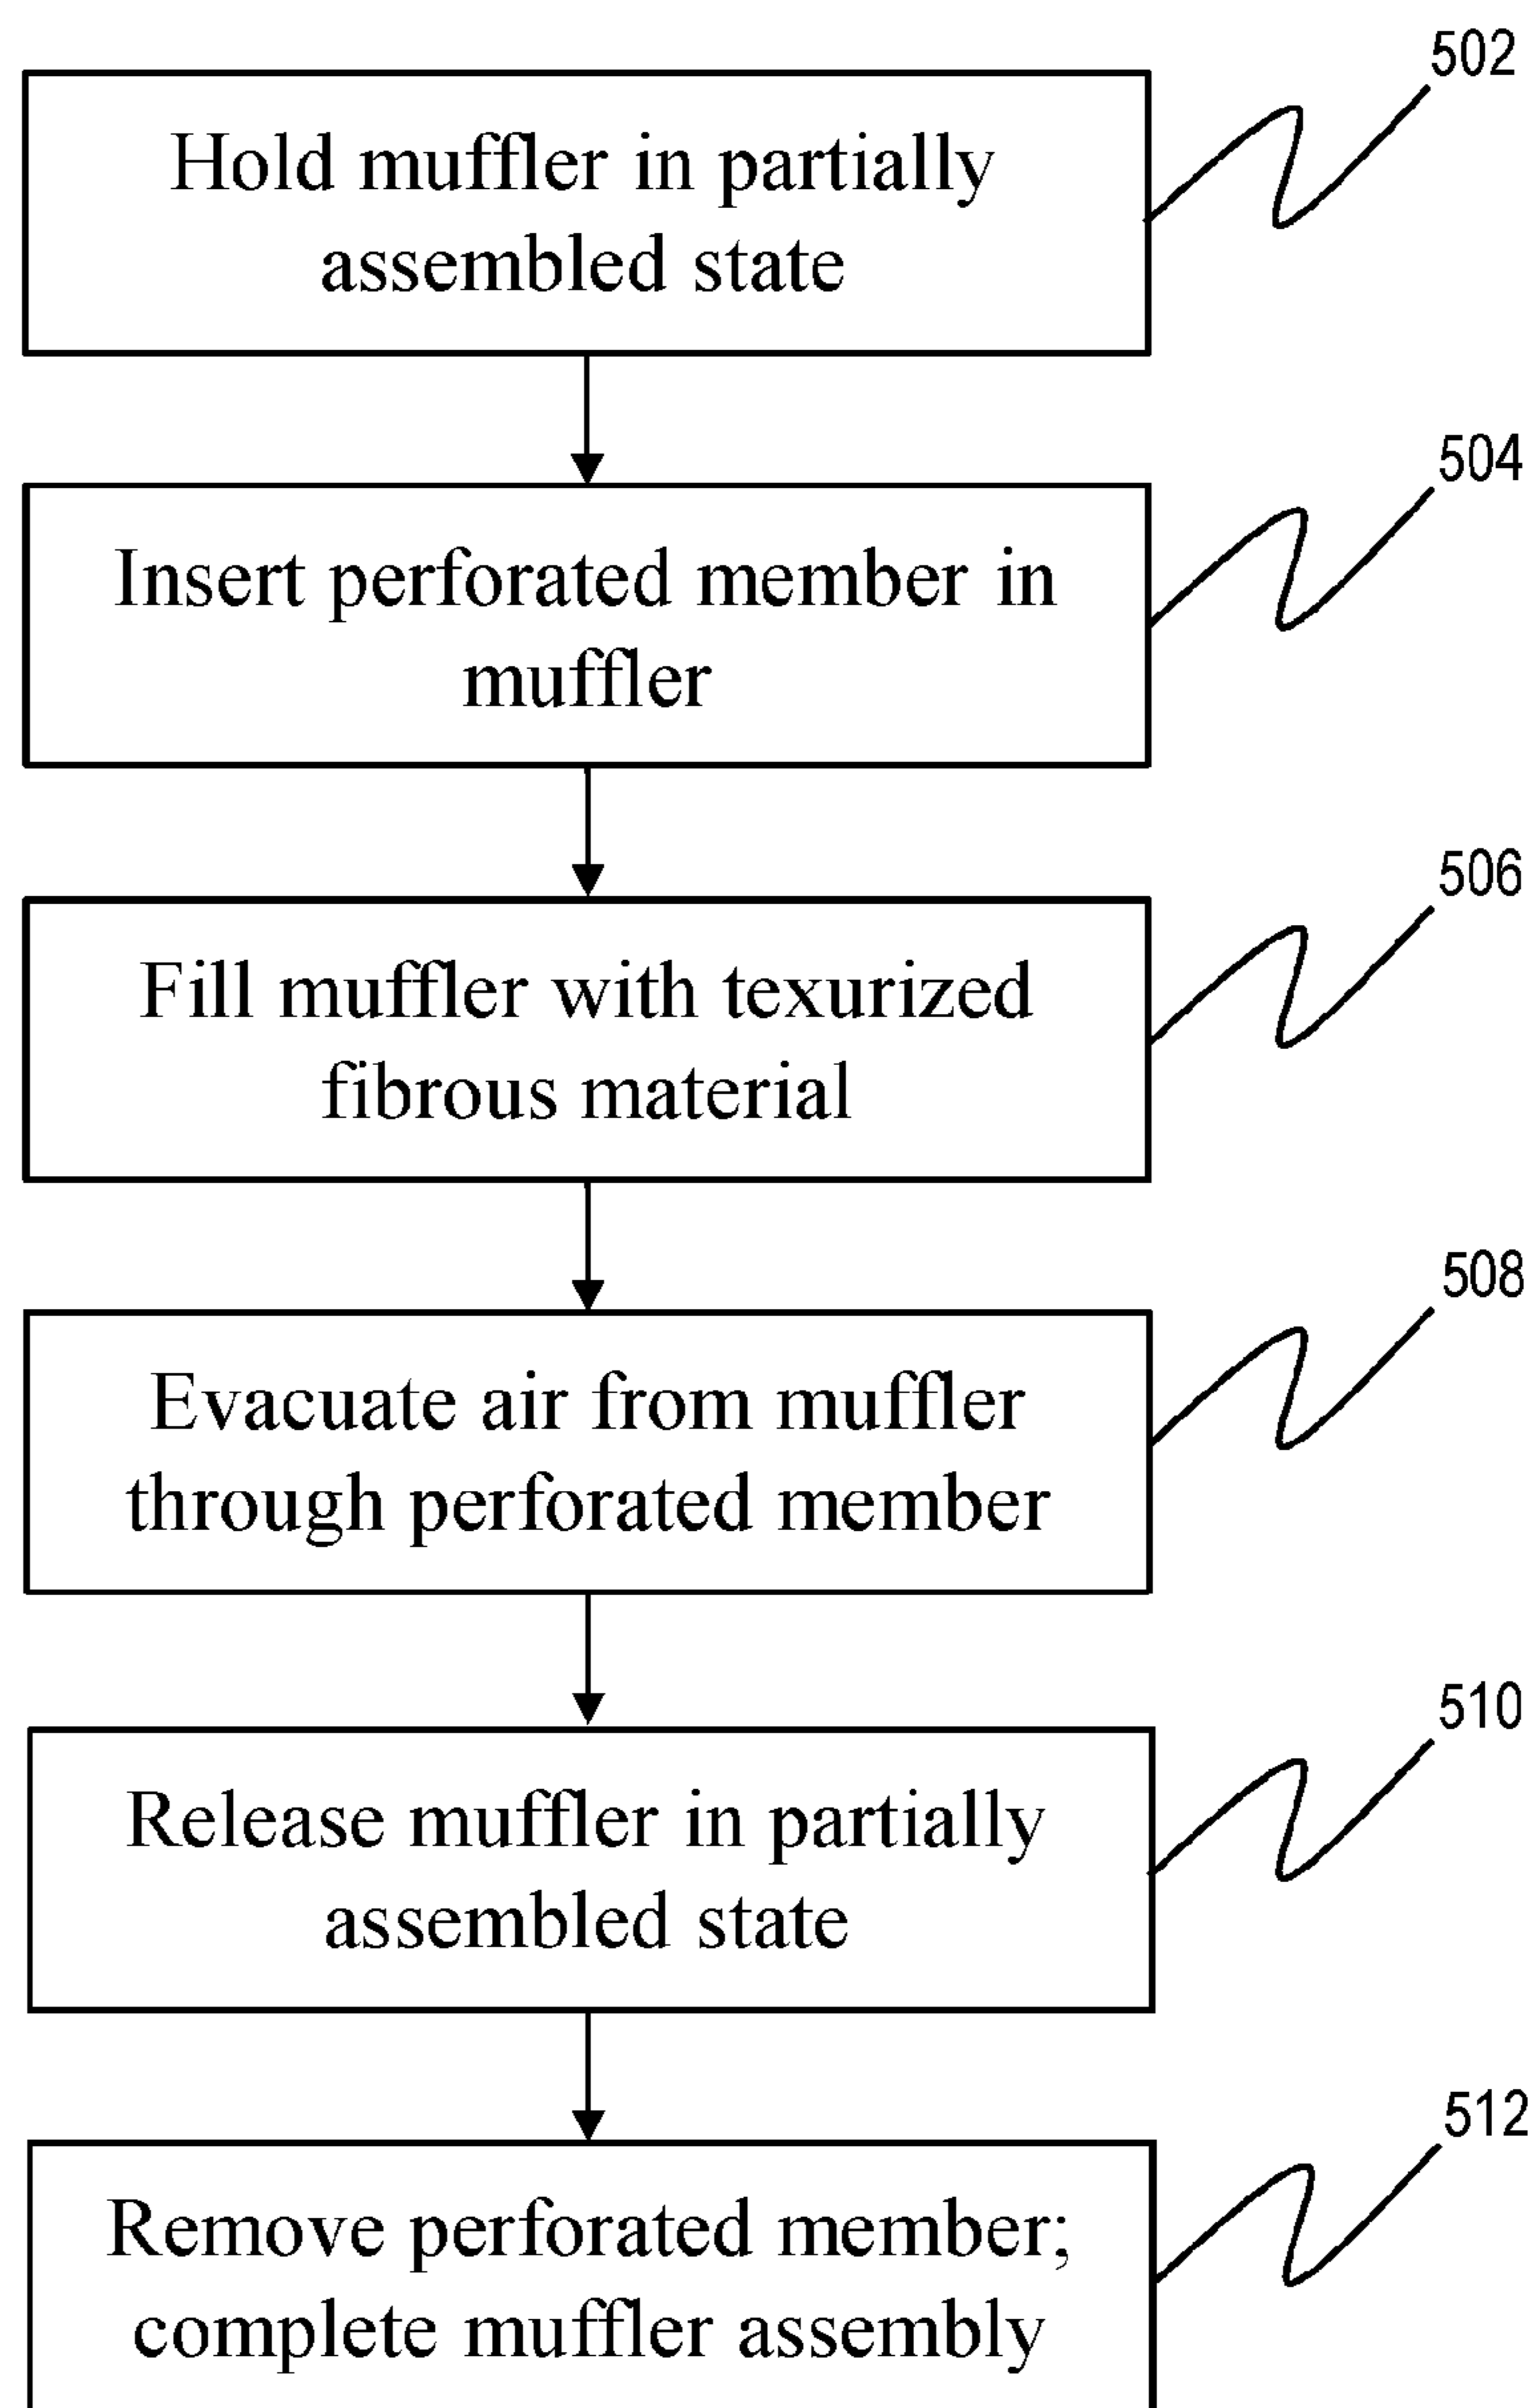 502
Hold muffler in partially
assembled state
504
Insert perforated member in
muffler
506
Fill muffler with texurized
fibrous material
508
Evacuate air from muffler
through perforated member
510
Release muffler in partially
assembled state
512
Remove perforated member;
complete muffler assembly